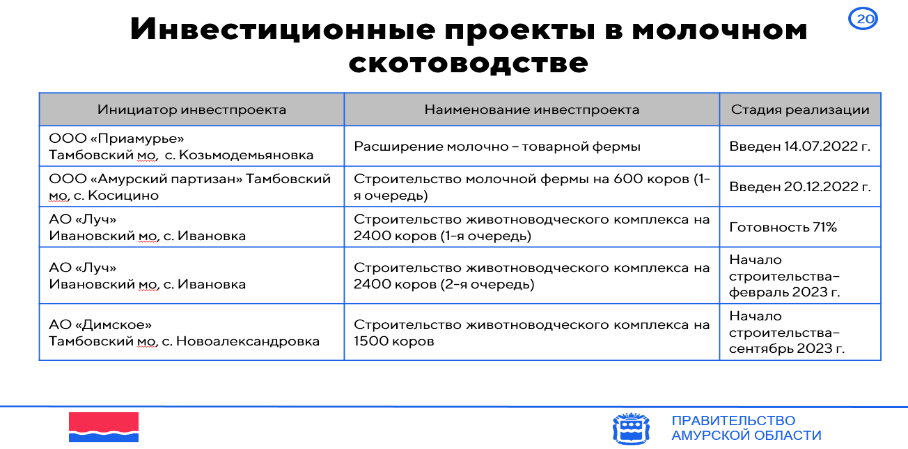 20
Инвестиционные проекты в молочном
скотоводстве
Инициатор инвестпроекта
Наименование инвестпроекта
Стадия реализации
ООО «Приамурье»
Тамбовский мо, с. Козьмодемьяновка
Расширение молочно – товарной фермы
Введен 14.07.2022 г.
ООО «Амурский партизан» Тамбовский
мо, с. Косицино
Строительство молочной фермы на 600 коров (1-
я очередь)
Введен 20.12.2022 г.
АО «Луч»
Ивановский мо, с. Ивановка
Строительство животноводческого комплекса на
2400 коров (1-я очередь)
Готовность 71%
АО «Луч»
Ивановский мо, с. Ивановка
Строительство животноводческого комплекса на
2400 коров (2-я очередь)
Начало
строительства–
февраль 2023 г.
АО «Димское»
Тамбовский мо, с. Новоалександровка
Строительство животноводческого комплекса на
1500 коров
Начало
строительства–
сентябрь 2023 г.
ПРАВИТЕЛЬСТВО
АМУРСКОЙ ОБЛАСТИ